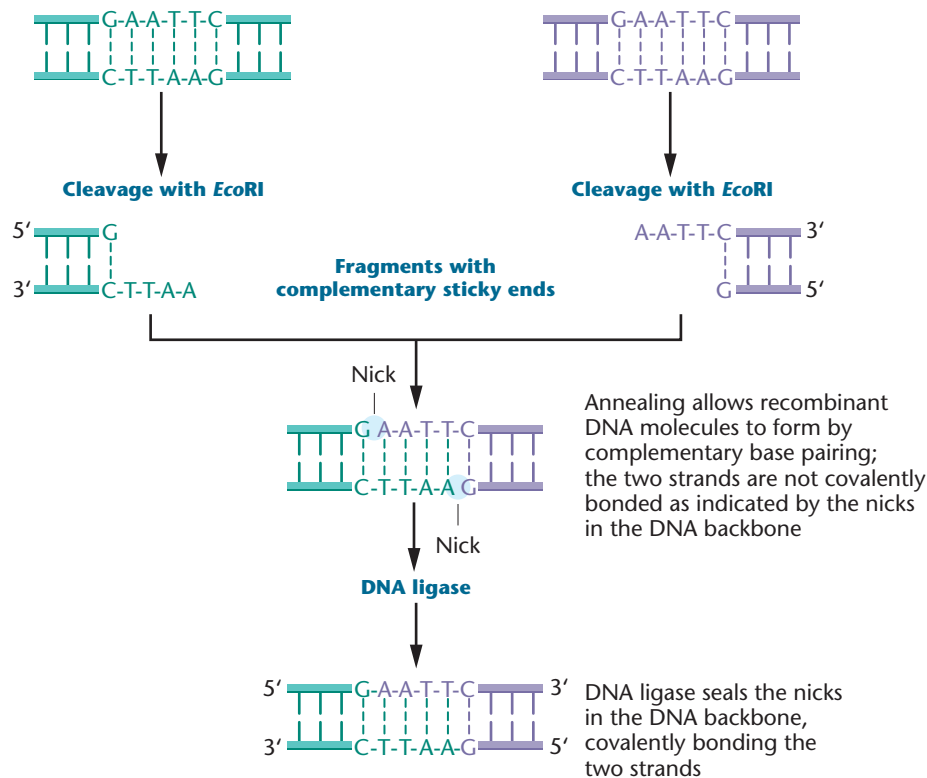 G-A-A-T-T-C G-A-A-T-T-C
C-T-T-A-A-G C-T-T-A-A-G
Cleavage with EcoRI Cleavage with EcoRI
5′ G A-A-T-T-C 3′
3′ C-T-T-A-A G 5′
Fragments with
complementary sticky ends
Nick
G A-A-T-T-C
C-T-T-A-A G
Nick
Annealing allows recombinant
DNA molecules to form by
complementary base pairing;
the two strands are not covalently
bonded as indicated by the nicks
in the DNA backbone
DNA ligase
5′ G-A-A-T-T-C 3′
3′ C-T-T-A-A-G 5′
DNA ligase seals the nicks
in the DNA backbone,
covalently bonding the
two strands